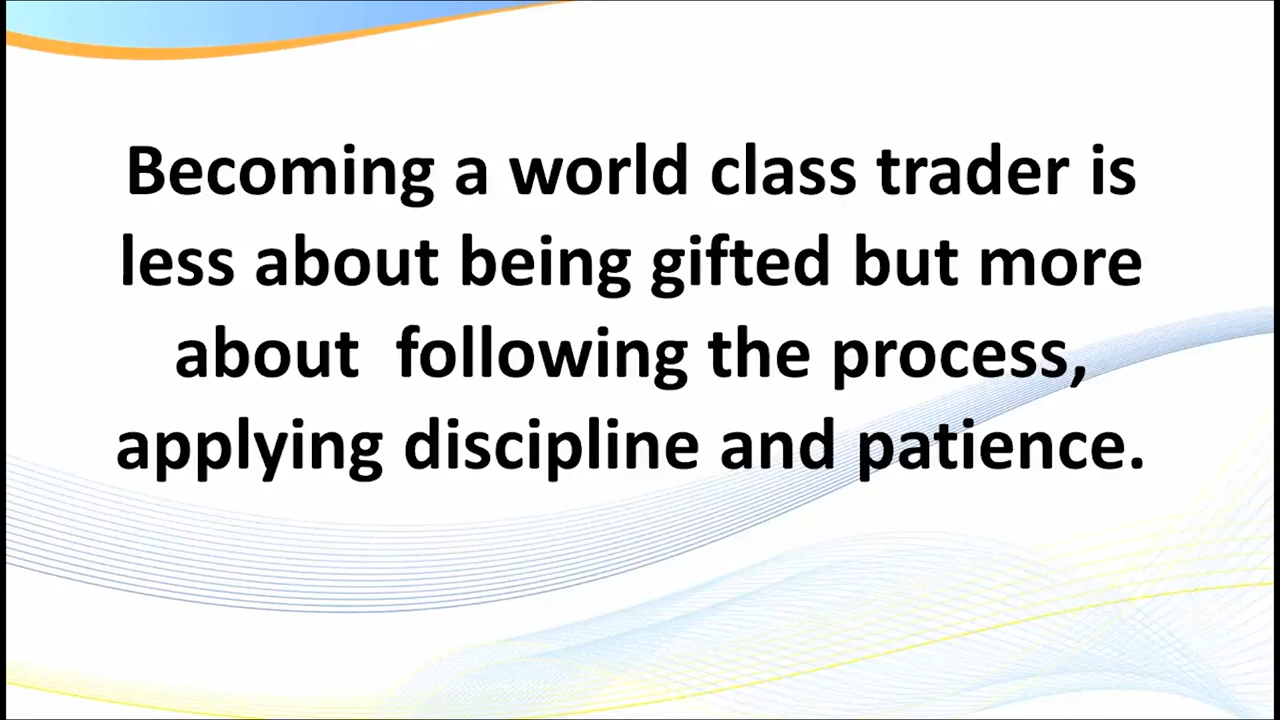 Becoming a world class trader is
less about being gifted but more
about  following the process,
applying discipline and patience.